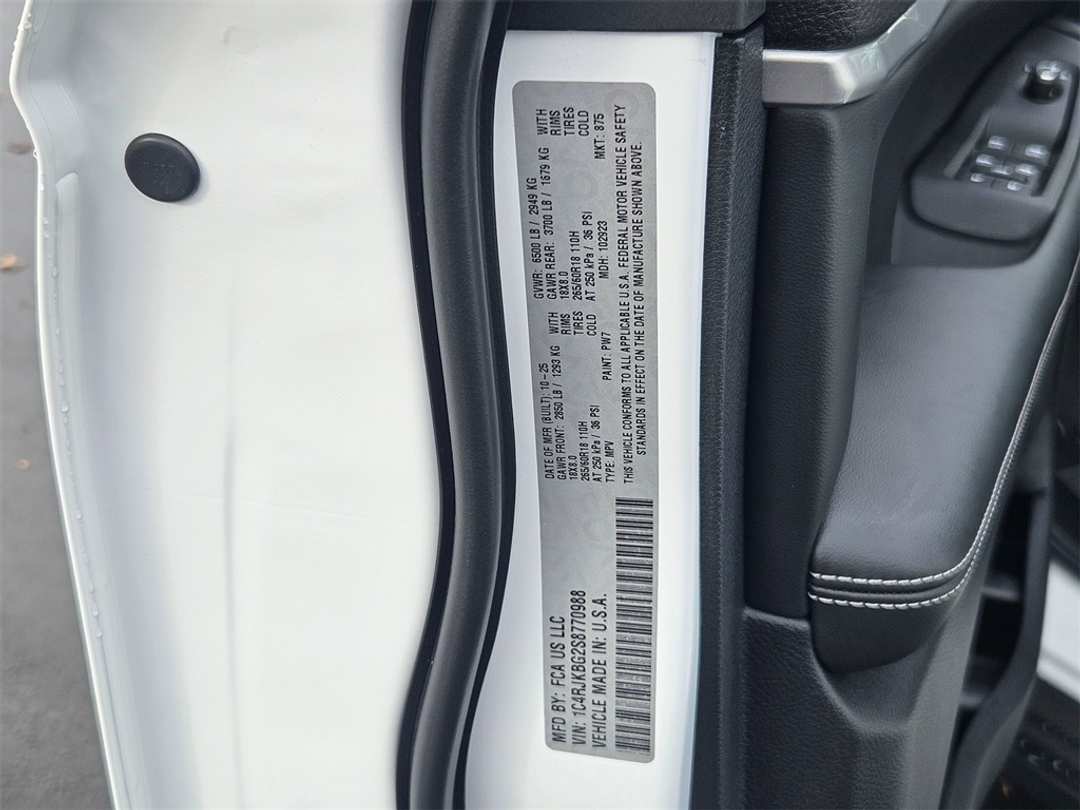 MFD BY: FCA US LLC
VIN: 1C4RJKBG2S8770988
VEHICLE MADE IN: U.S.A.
DATE OF MFR (BUILT): 10-25 GVWR: 6500 LB / 2949 KG
GAWR FRONT: 2850 LB / 1293 KG WITH GAWR REAR: 3700 LB / 1679 KG WITH
18X8.0 RIMS 18X8.0 RIMS
265/60R18 110H TIRES 265/60R18 110H TIRES
AT 250 kPa / 36 PSI COLD AT 250 kPa / 36 PSI COLD
TYPE: MPV PAINT: PW7 MDH: 102923 MKT: 875
THIS VEHICLE CONFORMS TO ALL APPLICABLE U.S.A. FEDERAL MOTOR VEHICLE SAFETY
STANDARDS IN EFFECT ON THE DATE OF MANUFACTURE SHOWN ABOVE.